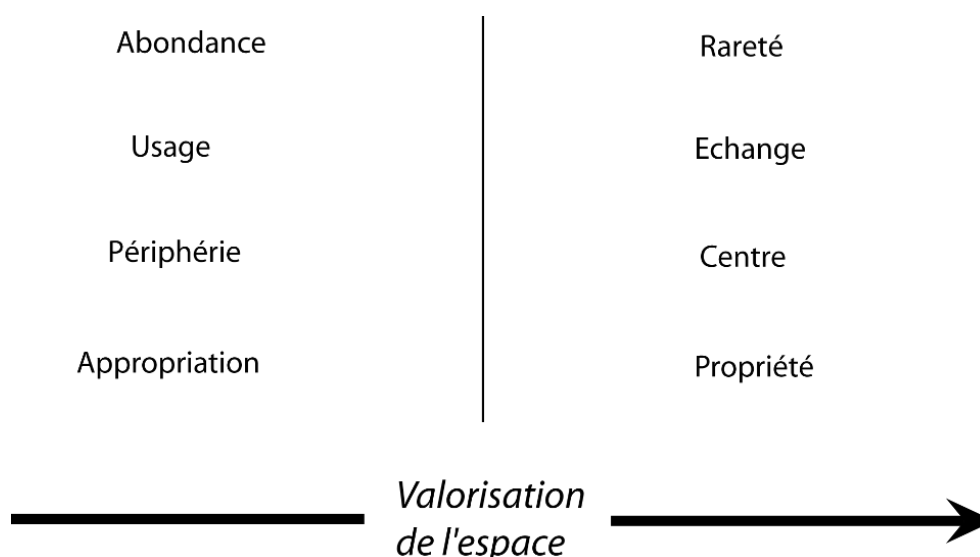 Abondance
Rareté
Usage
Echange
Périphérie
Centre
Appropriation
Propriété
Valorisation
de l'espace